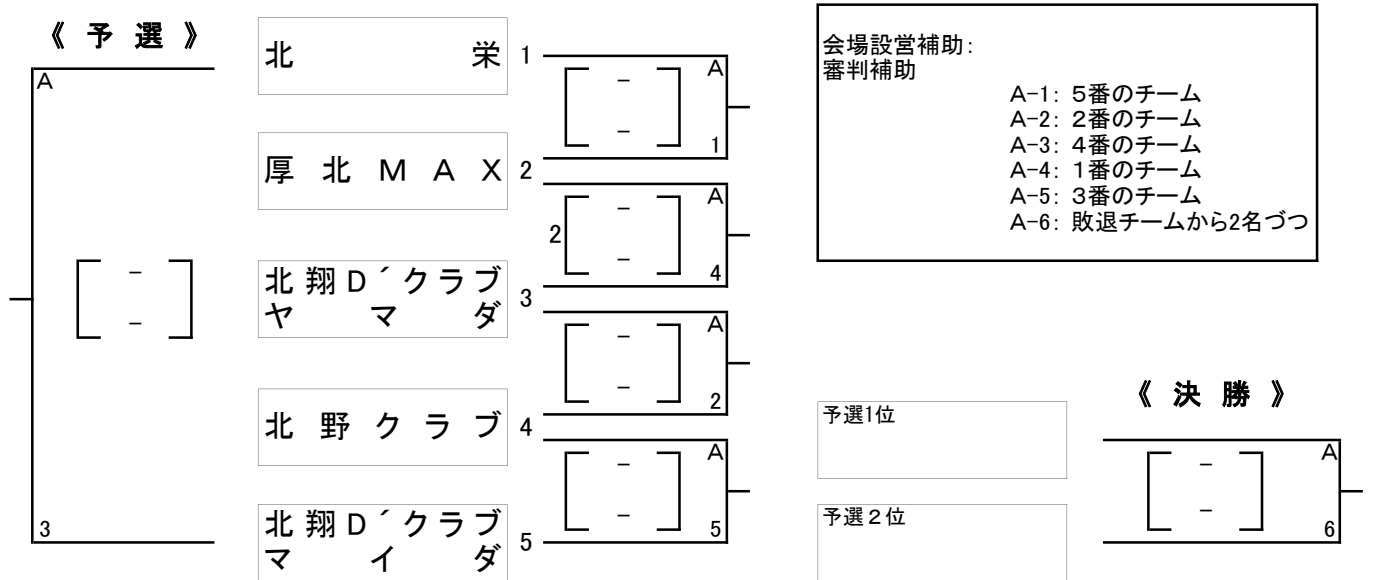 《 予 選 》
A
-
-
3
北 栄
1
厚 北 M A X
2
北 翔 D ´ ク ラ ブ
ヤ マ ダ
3
北 野 ク ラ ブ
4
北 翔 D ´ ク ラ ブ
マ イ ダ
5
A
-
-
1
A
-
2
-
4
A
-
-
2
A
-
-
5
会場設営補助:
審判補助
A-1: 5番のチーム
A-2: 2番のチーム
A-3: 4番のチーム
A-4: 1番のチーム
A-5: 3番のチーム
A-6: 敗退チームから2名づつ
《 決 勝 》
予選1位
予選2位
A
-
-
6